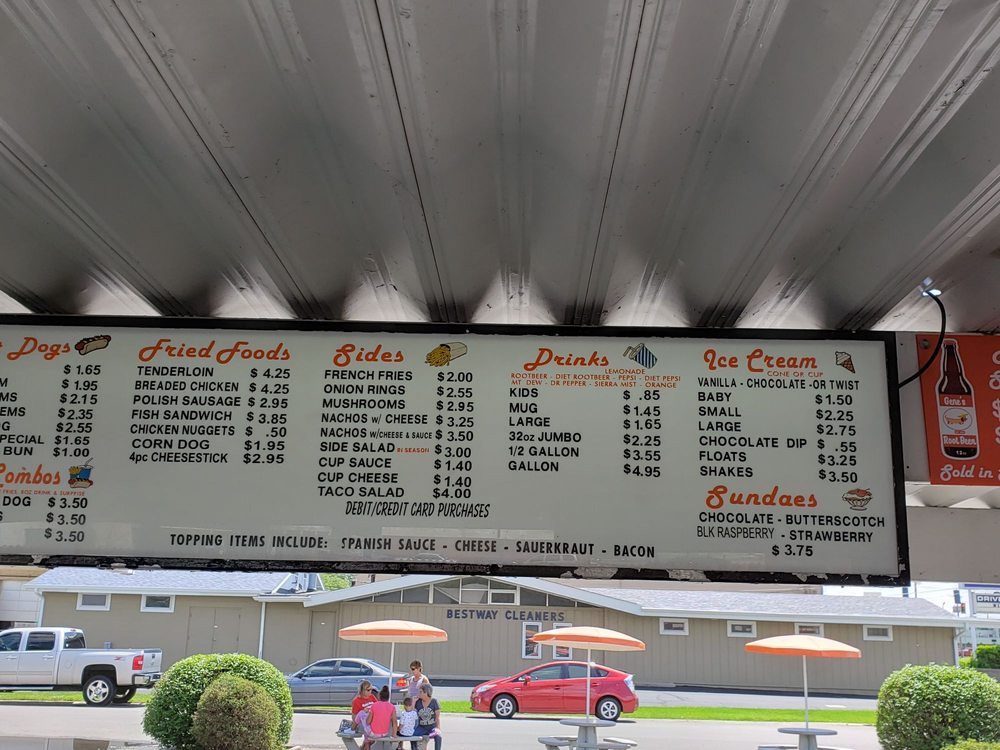 Dogs
$ 1.65
M $ 1.95
MS $ 2.15
EMS $ 2.35
G $ 2.55
PECIAL $1.65
BUN $1.00
Combos
FRIES, 8OZ DRINK & SURPRISE
DOG $ 3.50
S $ 3.50
$ 3.50
Fried Foods
TENDERLOIN $ 4.25
BREADED CHICKEN $ 4.25
POLISH SAUSAGE $ 2.95
FISH SANDWICH $ 3.85
CHICKEN NUGGETS $ .50
CORN DOG $1.95
4pc CHEESESTICK $2.95
Sides
FRENCH FRIES $2.00
ONION RINGS $2.55
MUSHROOMS $2.95
NACHOS w/ CHEESE $ 3.25
NACHOS w/CHEESE & SAUCE $ 3.50
SIDE SALAD IN SEASON $ 3.00
CUP SAUCE $ 1.40
CUP CHEESE $ 1.40
TACO SALAD $4.00
DEBIT/CREDIT CARD PURCHASES
Drinks
LEMONADE
ROOTBEER - DIET ROOTBEER - PEPSI - DIET PEPSI
MT DEW - DR PEPPER - SIERRA MIST - ORANGE
KIDS $ .85
MUG $ 1.45
LARGE $ 1.65
32oz JUMBO $ 2.25
1/2 GALLON $ 3.55
GALLON $ 4.95
Ice Cream
CONE OR CUP
VANILLA - CHOCOLATE -OR TWIST
BABY $ 1.50
SMALL $ 2.25
LARGE $ 2.75
CHOCOLATE DIP $ .55
FLOATS $ 3.25
SHAKES $ 3.50
Sundaes
CHOCOLATE - BUTTERSCOTCH
BLK RASPBERRY - STRAWBERRY
$ 3.75
TOPPING ITEMS INCLUDE: SPANISH SAUCE - CHEESE - SAUERKRAUT - BACON
Gene's
Root Beer
12oz
Sold in
BESTWAY CLEANERS
DRIVE